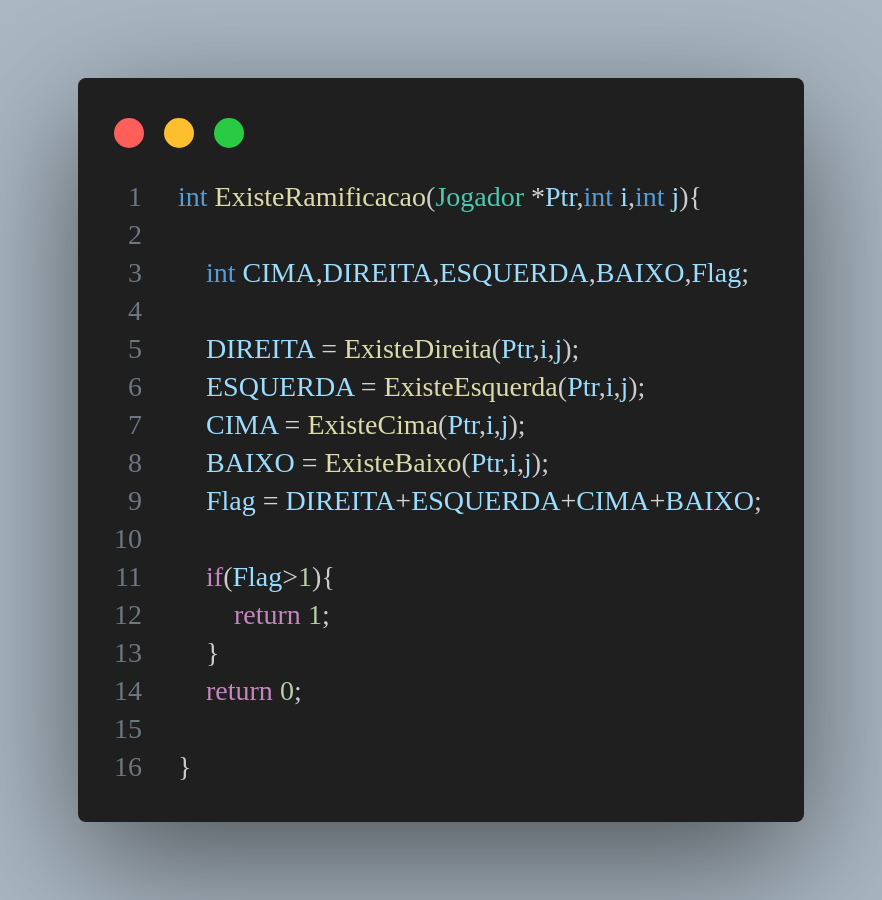 1 int ExisteRamificacao(Jogador *Ptr,int i,int j){
2
3 int CIMA,DIREITA,ESQUERDA,BAIXO,Flag;
4
5 DIREITA = ExisteDireita(Ptr,i,j);
6 ESQUERDA = ExisteEsquerda(Ptr,i,j);
7 CIMA = ExisteCima(Ptr,i,j);
8 BAIXO = ExisteBaixo(Ptr,i,j);
9 Flag = DIREITA+ESQUERDA+CIMA+BAIXO;
10
11 if(Flag>1){
12 return 1;
13 }
14 return 0;
15
16 }